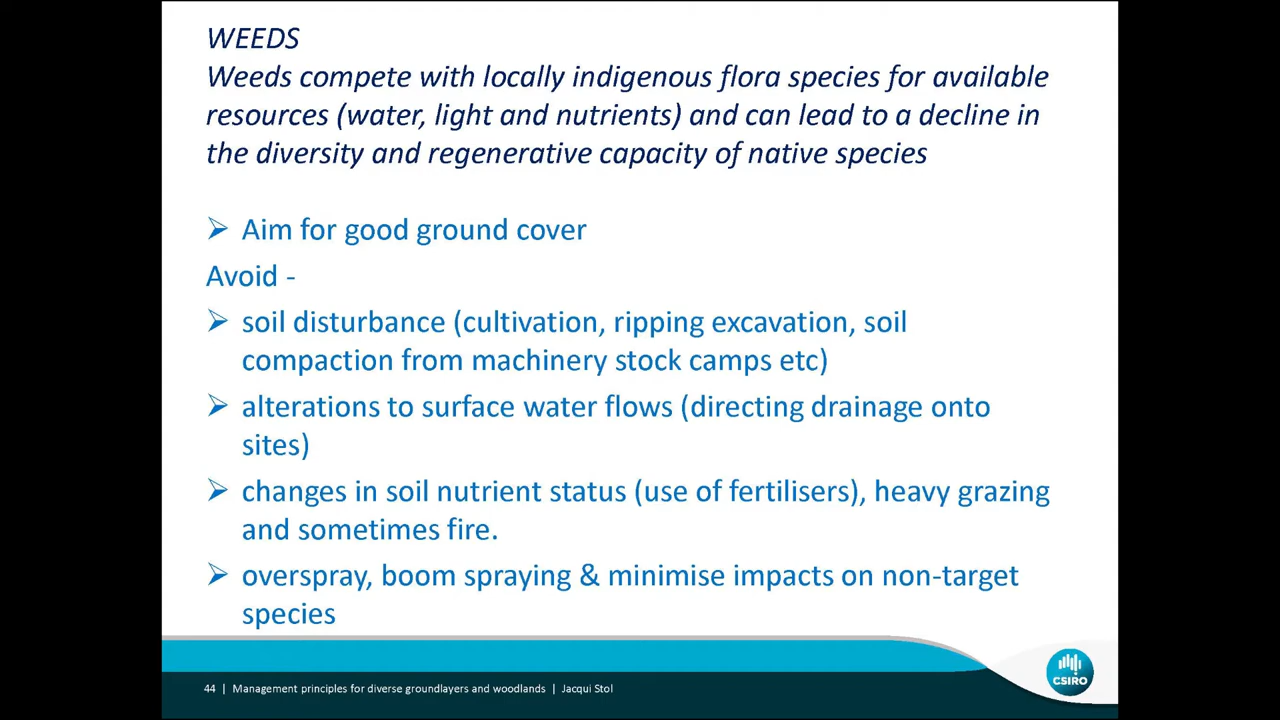 WEEDS
Weeds compete with locally indigenous flora species for available
resources (water, light and nutrients) and can lead to a decline in
the diversity and regenerative capacity of native species
➢ Aim for good ground cover
Avoid -
➢ soil disturbance (cultivation, ripping excavation, soil
compaction from machinery stock camps etc)
➢ alterations to surface water flows (directing drainage onto
sites)
➢ changes in soil nutrient status (use of fertilisers), heavy grazing
and sometimes fire.
➢ overspray, boom spraying & minimise impacts on non-target
species
44 | Management principles for diverse groundlayers and woodlands | Jacqui Stol
CSIRO